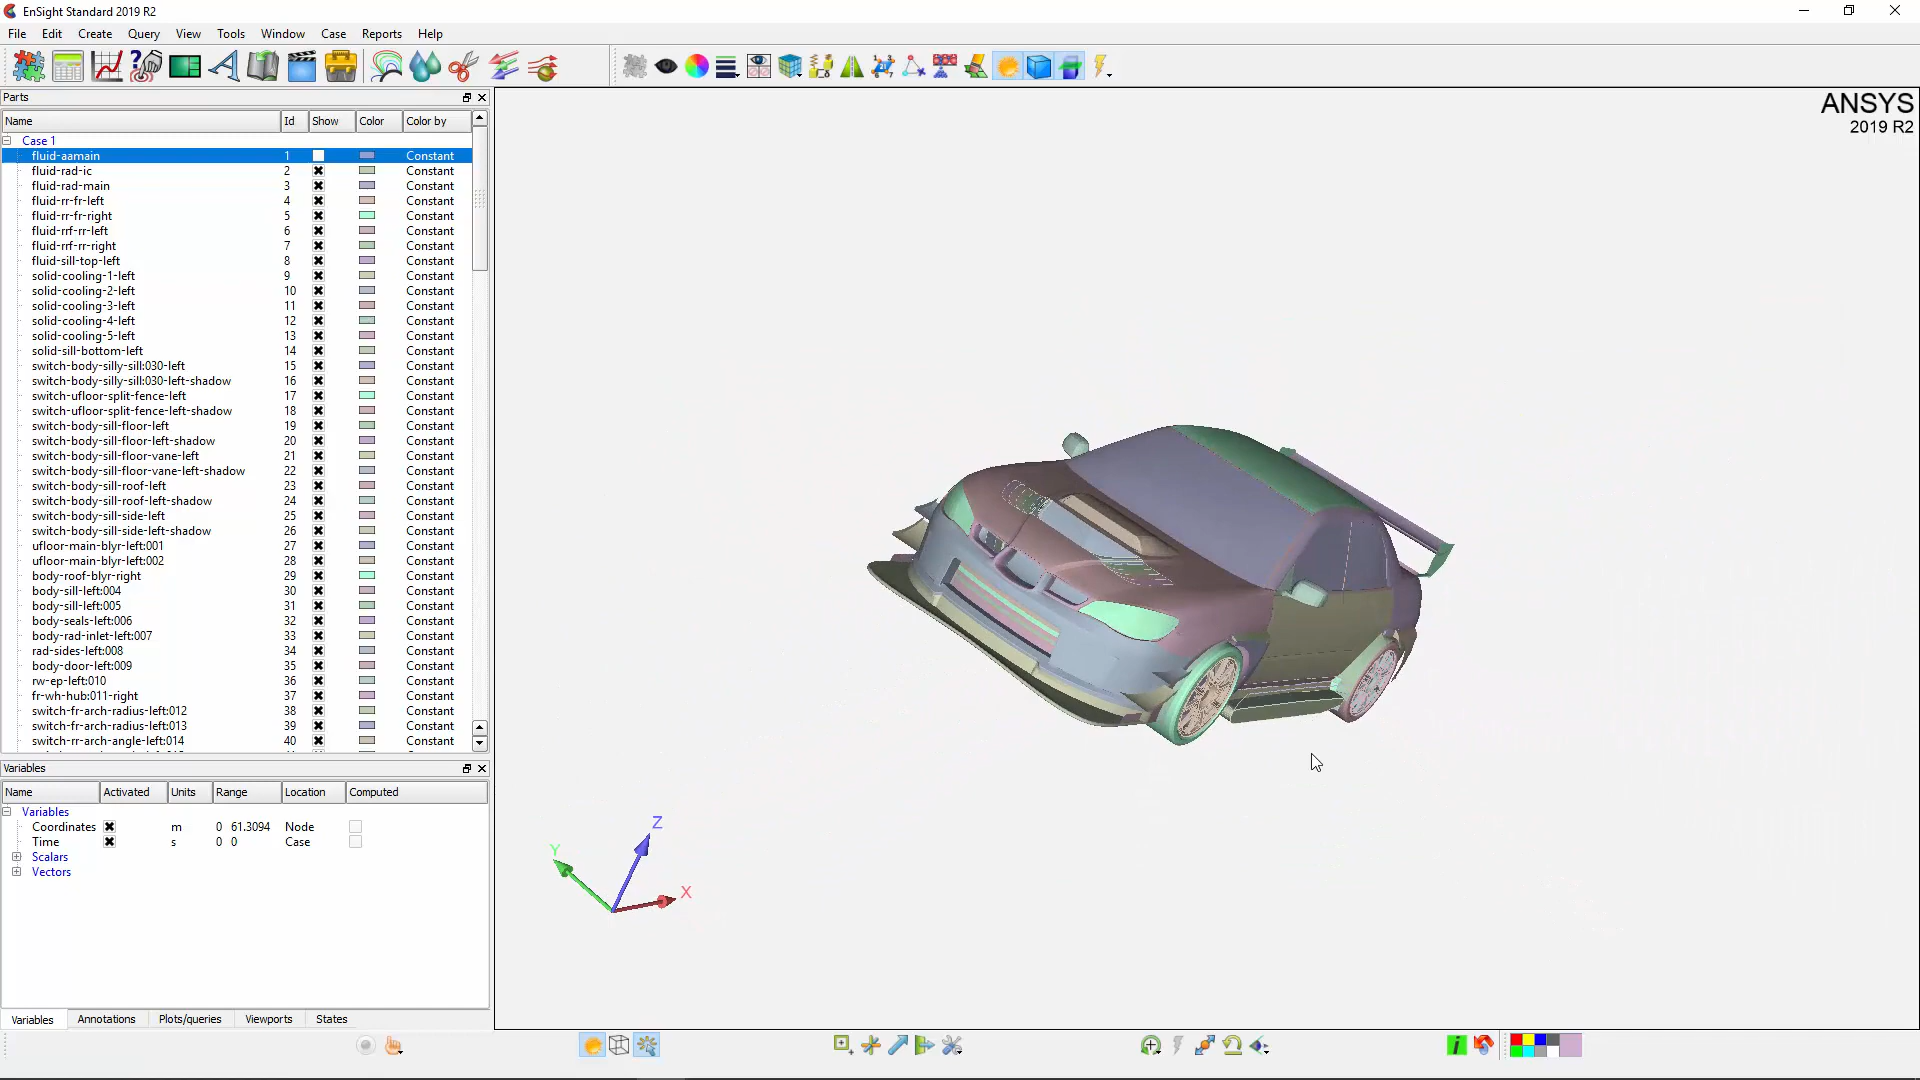 EnSight Standard 2019 R2
File Edit Create Query View Tools Window Case Reports Help
Parts
Name Id Show Color Color by
Case 1
fluid-aamain 1 Constant
fluid-rad-ic 2 Constant
fluid-rad-main 3 Constant
fluid-rr-fr-left 4 Constant
fluid-rr-fr-right 5 Constant
fluid-rrf-rr-left 6 Constant
fluid-rrf-rr-right 7 Constant
fluid-sill-top-left 8 Constant
solid-cooling-1-left 9 Constant
solid-cooling-2-left 10 Constant
solid-cooling-3-left 11 Constant
solid-cooling-4-left 12 Constant
solid-cooling-5-left 13 Constant
solid-sill-bottom-left 14 Constant
switch-body-silly-sill:030-left 15 Constant
switch-body-silly-sill:030-left-shadow 16 Constant
switch-ufloor-split-fence-left 17 Constant
switch-ufloor-split-fence-left-shadow 18 Constant
switch-body-sill-floor-left 19 Constant
switch-body-sill-floor-left-shadow 20 Constant
switch-body-sill-floor-vane-left 21 Constant
switch-body-sill-floor-vane-left-shadow 22 Constant
switch-body-sill-roof-left 23 Constant
switch-body-sill-roof-left-shadow 24 Constant
switch-body-sill-side-left 25 Constant
switch-body-sill-side-left-shadow 26 Constant
ufloor-main-blyr-left:001 27 Constant
ufloor-main-blyr-left:002 28 Constant
body-roof-blyr-right 29 Constant
body-sill-left:004 30 Constant
body-sill-left:005 31 Constant
body-seals-left:006 32 Constant
body-rad-inlet-left:007 33 Constant
rad-sides-left:008 34 Constant
body-door-left:009 35 Constant
rw-ep-left:010 36 Constant
fr-wh-hub:011-right 37 Constant
switch-fr-arch-radius-left:012 38 Constant
switch-fr-arch-radius-left:013 39 Constant
switch-rr-arch-angle-left:014 40 Constant
Variables
Name Activated Units Range Location Computed
Variables
Coordinates m 0 61.3094 Node
Time s 0 0 Case
Scalars
Vectors
Variables Annotations Plots/queries Viewports States
ANSYS
2019 R2
Z
Y
X